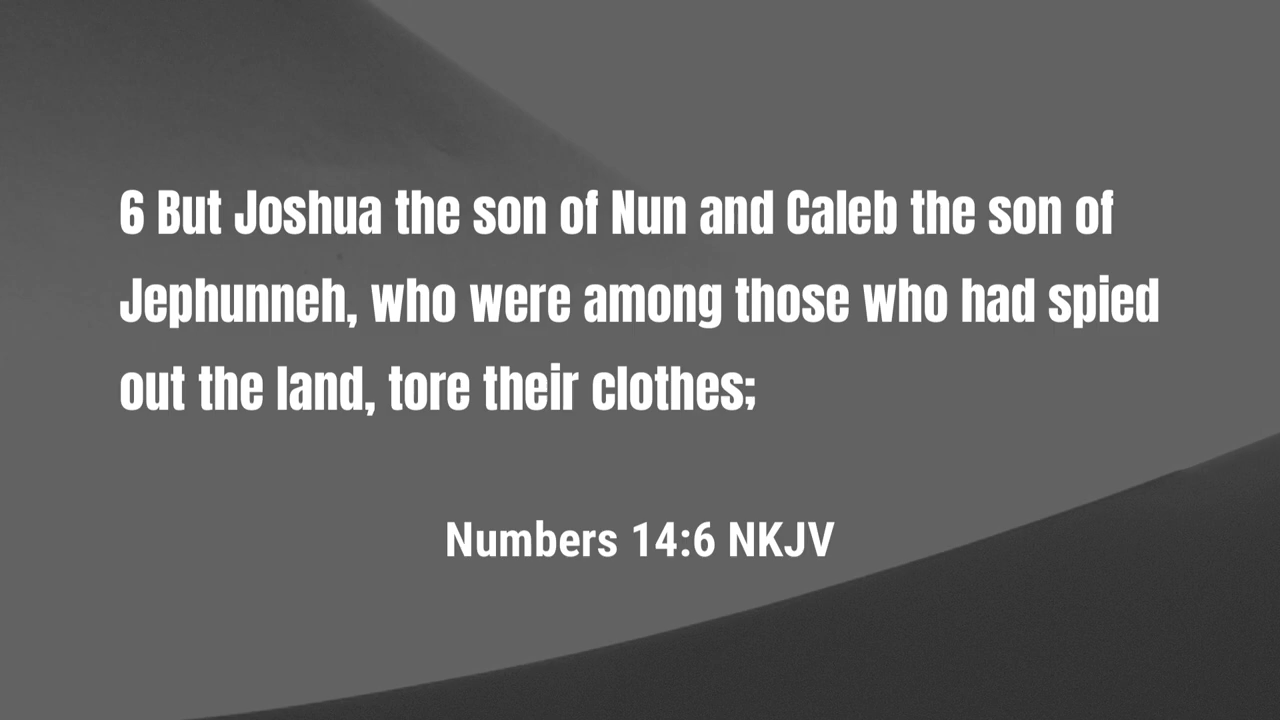 6 But Joshua the son of Nun and Caleb the son of
Jephunneh, who were among those who had spied
out the land, tore their clothes;
Numbers 14:6 NKJV